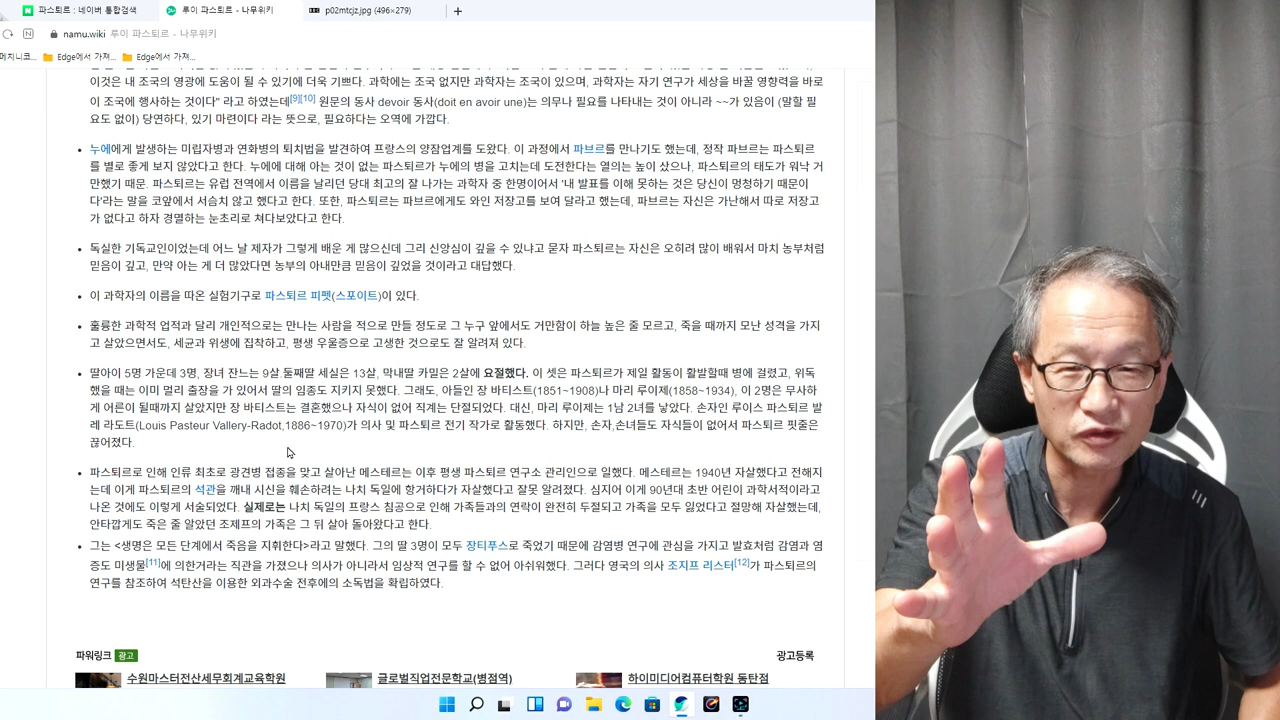 파스퇴르 : 네이버 통합검색
루이 파스퇴르 - 나무위키
p02mtcjz.jpg (496×279)
namu.wiki 루이 파스퇴르 - 나무위키
Edge에서 가져...
Edge에서 가져...
이것은 내 조국의 영광에 도움이 될 수 있기에 더욱 기쁘다. 과학에는 조국 없지만 과학자는 조국이 있으며, 과학자는 자기 연구가 세상을 바꿀 영향력을 바로
이 조국에 행사하는 것이다" 라고 하였는데[9][10] 원문의 동사 devoir 동사(doit en avoir une)는 의무나 필요를 나타내는 것이 아니라 ~~가 있음이 (말할 필
요도 없이) 당연하다, 있기 마련이다 라는 뜻으로, 필요하다는 오역에 가깝다.
누에에게 발생하는 미립자병과 연화병의 퇴치법을 발견하여 프랑스의 양잠업계를 도왔다. 이 과정에서 파브르를 만나기도 했는데, 정작 파브르는 파스퇴르
를 별로 좋게 보지 않았다고 한다. 누에에 대해 아는 것이 없는 파스퇴르가 누에의 병을 고치는데 도전한다는 열의는 높이 샀으나, 파스퇴르의 태도가 워낙 거
만했기 때문. 파스퇴르는 유럽 전역에서 이름을 날리던 당대 최고의 잘 나가는 과학자 중 한명이어서 '내 발표를 이해 못하는 것은 당신이 멍청하기 때문이
다'라는 말을 코앞에서 서슴치 않고 했다고 한다. 또한, 파스퇴르는 파브르에게도 와인 저장고를 보여 달라고 했는데, 파브르는 자신은 가난해서 따로 저장고
가 없다고 하자 경멸하는 눈초리로 쳐다보았다고 한다.
독실한 기독교인이었는데 어느 날 제자가 그렇게 배운 게 많으신데 그리 신앙심이 깊을 수 있냐고 묻자 파스퇴르는 자신은 오히려 많이 배워서 마치 농부처럼
믿음이 깊고, 만약 아는 게 더 많았다면 농부의 아내만큼 믿음이 깊었을 것이라고 대답했다.
이 과학자의 이름을 따온 실험기구로 파스퇴르 피펫(스포이트)이 있다.
훌륭한 과학적 업적과 달리 개인적으로는 만나는 사람을 적으로 만들 정도로 그 누구 앞에서도 거만함이 하늘 높은 줄 모르고, 죽을 때까지 모난 성격을 가지
고 살았으면서도, 세균과 위생에 집착하고, 평생 우울증으로 고생한 것으로도 잘 알려져 있다.
딸아이 5명 가운데 3명, 장녀 잔느는 9살 둘째딸 세실은 13살, 막내딸 카밀은 2살에 요절했다. 이 셋은 파스퇴르가 제일 활동이 활발할때 병에 걸렸고, 위독
했을 때는 이미 멀리 출장을 가 있어서 딸의 임종도 지키지 못했다. 그래도, 아들인 장 바티스트(1851~1908)나 마리 루이제(1858~1934), 이 2명은 무사하
게 어른이 될때까지 살았지만 장 바티스트는 결혼했으나 자식이 없어 직계는 단절되었다. 대신, 마리 루이제는 1남 2녀를 낳았다. 손자인 루이스 파스퇴르 발
레 라도트(Louis Pasteur Vallery-Radot,1886~1970)가 의사 및 파스퇴르 전기 작가로 활동했다. 하지만, 손자,손녀들도 자식들이 없어서 파스퇴르 핏줄은
끊어졌다.
파스퇴르로 인해 인류 최초로 광견병 접종을 맞고 살아난 메스테르는 이후 평생 파스퇴르 연구소 관리인으로 일했다. 메스테르는 1940년 자살했다고 전해지
는데 이게 파스퇴르의 석관을 깨내 시신을 훼손하려는 나치 독일에 항거하다가 자살했다고 잘못 알려졌다. 심지어 이게 90년대 초반 어린이 과학서적이라고
나온 것에도 이렇게 서술되었다. 실제로는 나치 독일의 프랑스 침공으로 인해 가족들과의 연락이 완전히 두절되고 가족을 모두 잃었다고 절망해 자살했는데,
안타깝게도 죽은 줄 알았던 조제프의 가족은 그 뒤 살아 돌아왔다고 한다.
그는 <생명은 모든 단계에서 죽음을 지휘한다>라고 말했다. 그의 딸 3명이 모두 장티푸스로 죽었기 때문에 감염병 연구에 관심을 가지고 발효처럼 감염과 염
증도 미생물[11]에 의한거라는 직관을 가졌으나 의사가 아니라서 임상적 연구를 할 수 없어 아쉬워했다. 그러다 영국의 의사 조지프 리스터[12]가 파스퇴르의
연구를 참조하여 석탄산을 이용한 외과수술 전후에의 소독법을 확립하였다.
파워링크 광고
광고등록
수원마스터전산세무회계교육학원
글로벌직업전문학교(병점역)
하이미디어컴퓨터학원 동탄점